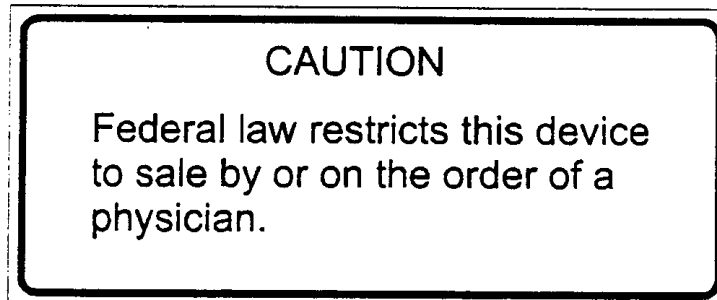 CAUTION
Federal law restricts this device
to sale by or on the order of a
physician.